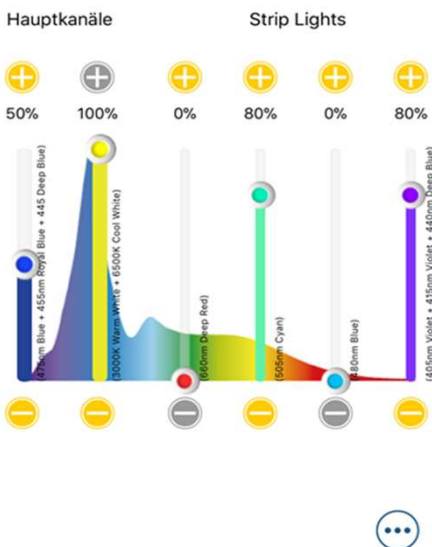 Hauptkanäle Strip Lights
50% 100% 0% 80% 0% 80%
(470nm Blue + 455nm Royal Blue + 445 Deep Blue)
(3000K Warm White + 6500K Cool White)
(660nm Deep Red)
(505nm Cyan)
(480nm Blue)
(405nm Violet + 415nm Violet + 440nm Deep Blue)